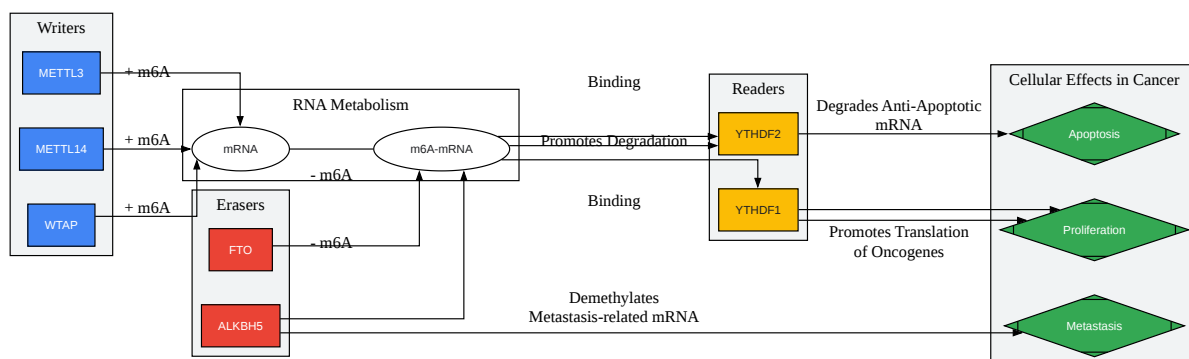 Writers
METTL3
+ m6A
METTL14
+ m6A
WTAP
+ m6A
RNA Metabolism
mRNA
m6A-mRNA
- m6A
Erasers
FTO
- m6A
ALKBH5
Binding
Promotes Degradation
Binding
Demethylates
Metastasis-related mRNA
Readers
YTHDF2
YTHDF1
Degrades Anti-Apoptotic
mRNA
Promotes Translation
of Oncogenes
Cellular Effects in Cancer
Apoptosis
Proliferation
Metastasis